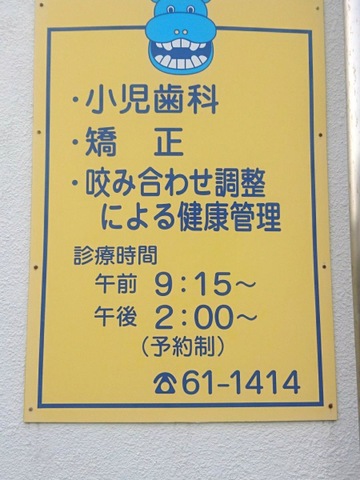 ・小児歯科
・矯 正
・咬み合わせ調整
による健康管理
診療時間
午前 9:15~
午後 2:00~
(予約制)
☎61-1414